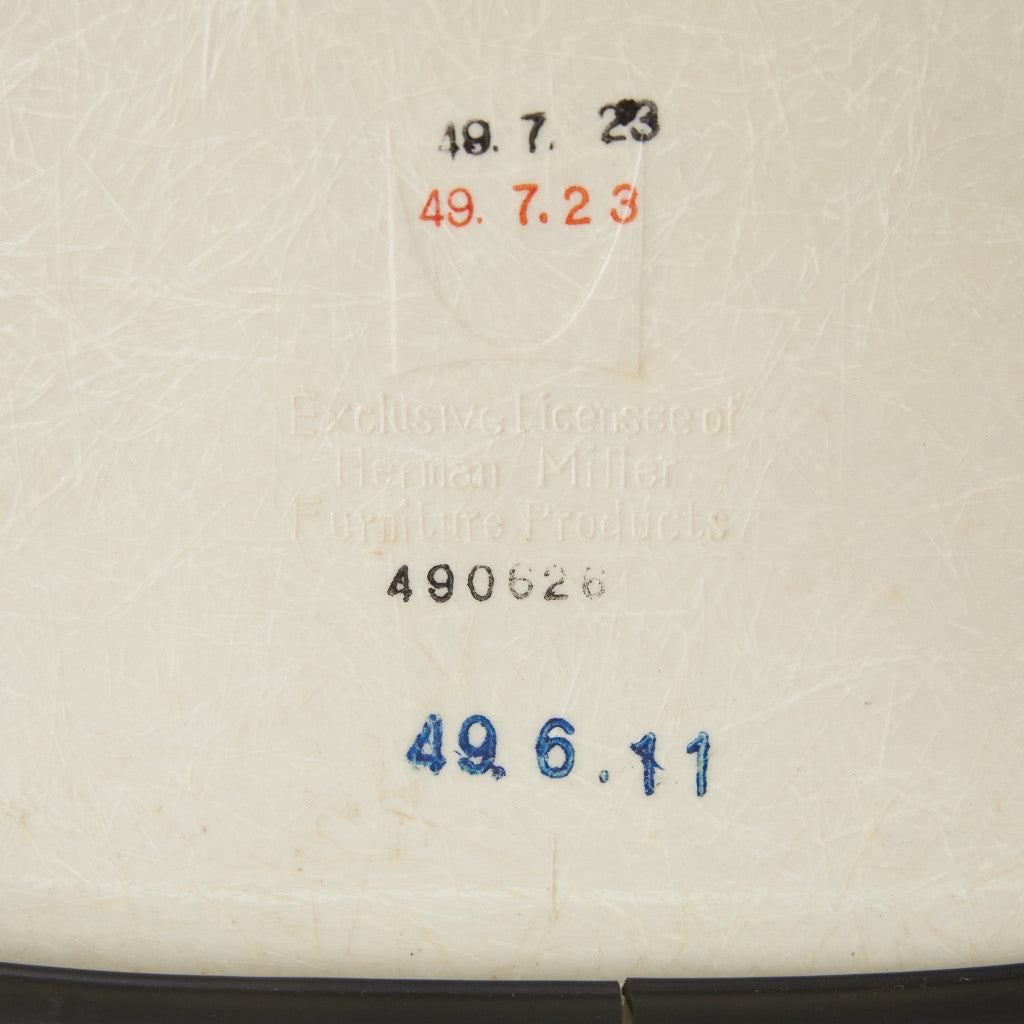 49. 7. 23
49. 7. 2 3
Exclusive Licensee of
Herman Miller
Furniture Products
490626
49. 6 . 11